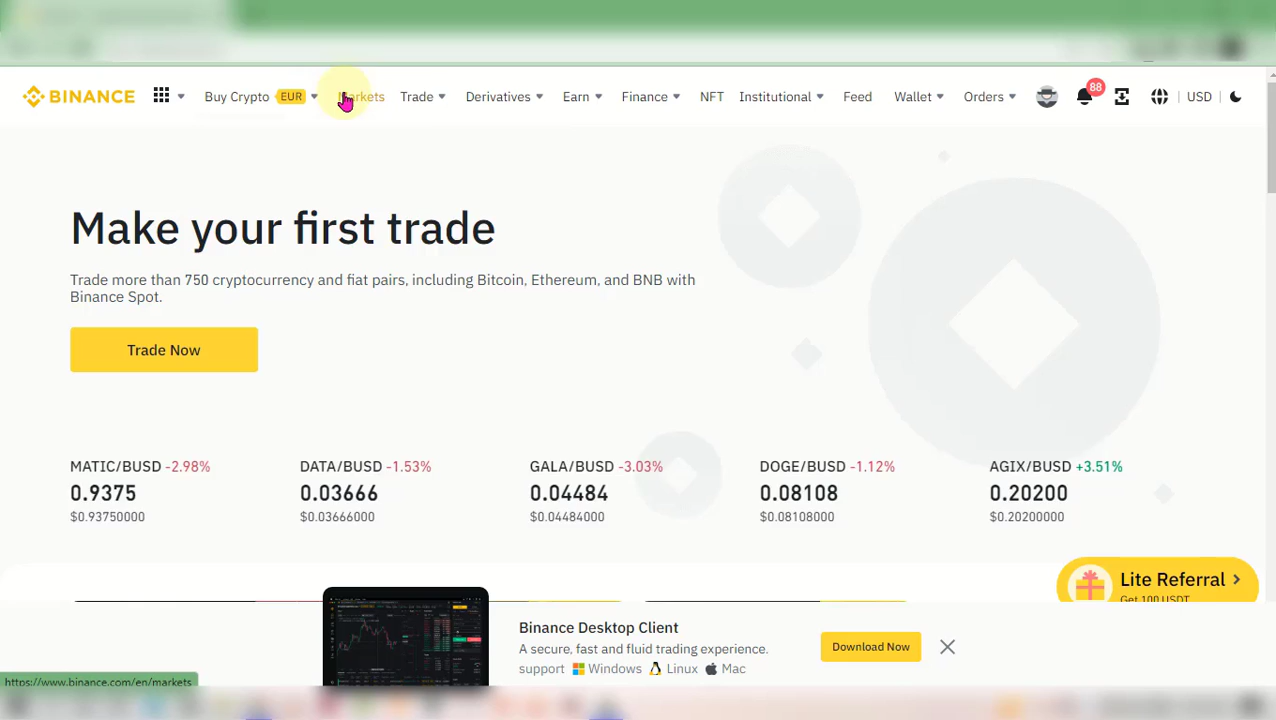 BINANCE Buy Crypto EUR Markets Trade Derivatives Earn Finance NFT Institutional Feed Wallet Orders 88 USD
Make your first trade
Trade more than 750 cryptocurrency and fiat pairs, including Bitcoin, Ethereum, and BNB with
Binance Spot.
Trade Now
MATIC/BUSD -2.98% DATA/BUSD -1.53% GALA/BUSD -3.03% DOGE/BUSD -1.12% AGIX/BUSD +3.51%
0.9375 0.03666 0.04484 0.08108 0.20200
$0.93750000 $0.03666000 $0.04484000 $0.08108000 $0.20200000
Lite Referral
Get 100 USDT
Binance Desktop Client
A secure, fast and fluid trading experience.
Download Now
support Windows Linux Mac
https://www.binance.com/en/markets